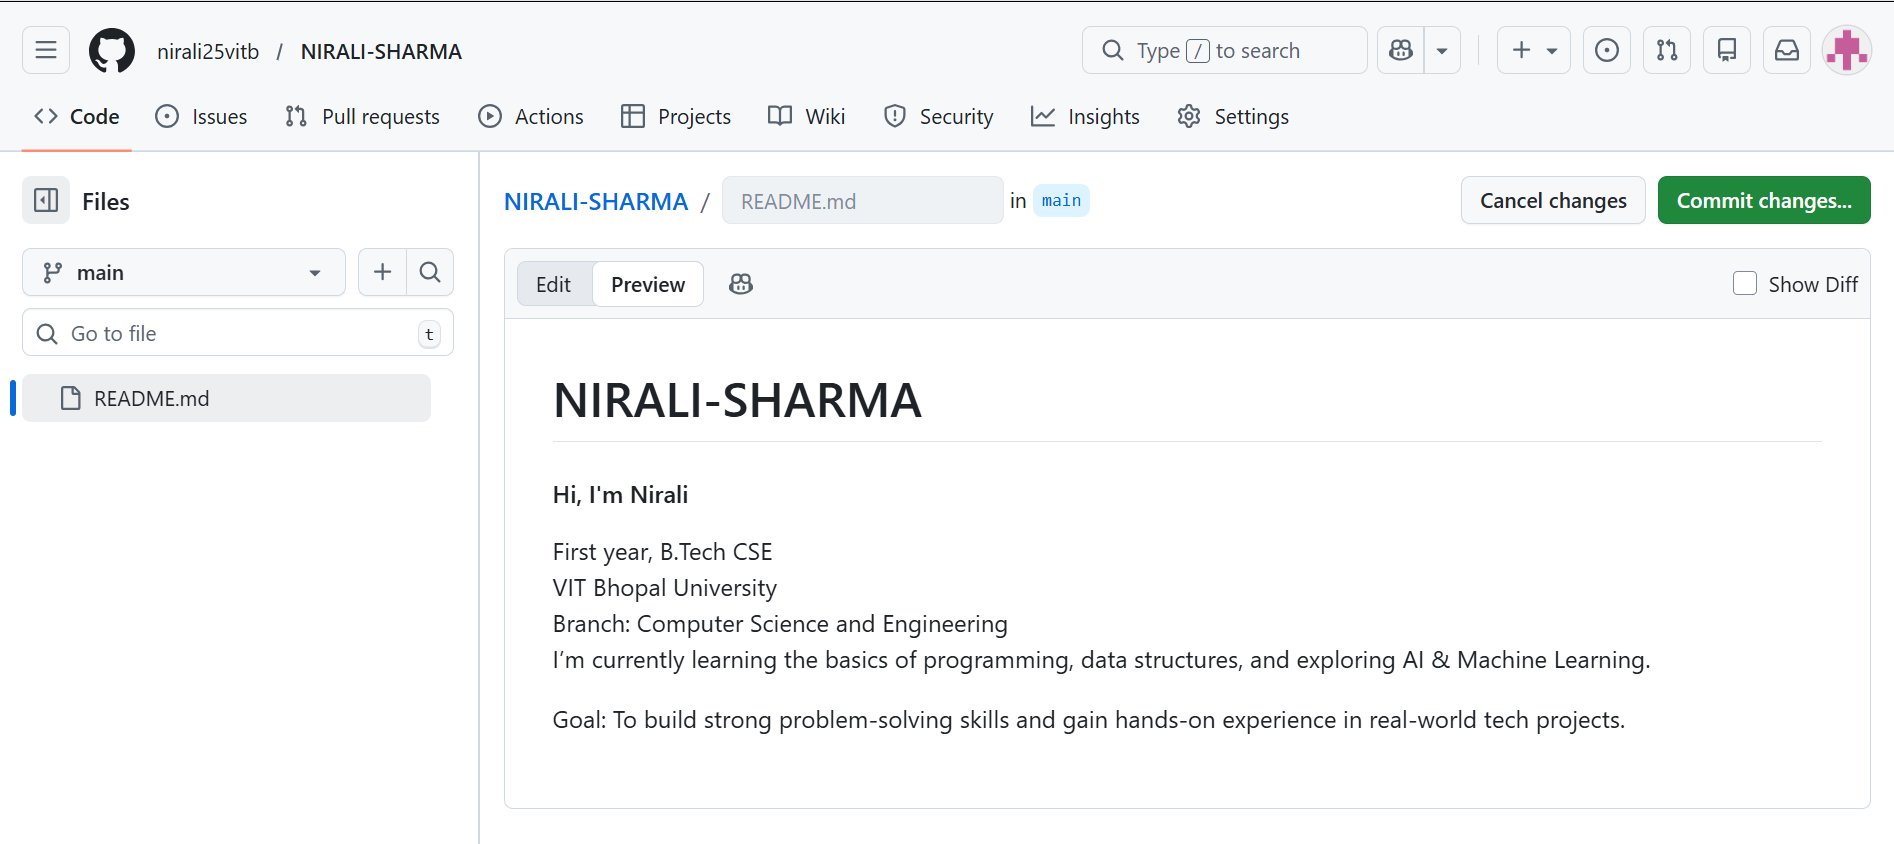 nirali25vitb / NIRALI-SHARMA
Type / to search
Code Issues Pull requests Actions Projects Wiki Security Insights Settings
Files
NIRALI-SHARMA / README.md in main
Cancel changes Commit changes...
main
Go to file t
README.md
Edit Preview Show Diff
NIRALI-SHARMA
Hi, I'm Nirali
First year, B.Tech CSE
VIT Bhopal University
Branch: Computer Science and Engineering
I’m currently learning the basics of programming, data structures, and exploring AI & Machine Learning.
Goal: To build strong problem-solving skills and gain hands-on experience in real-world tech projects.